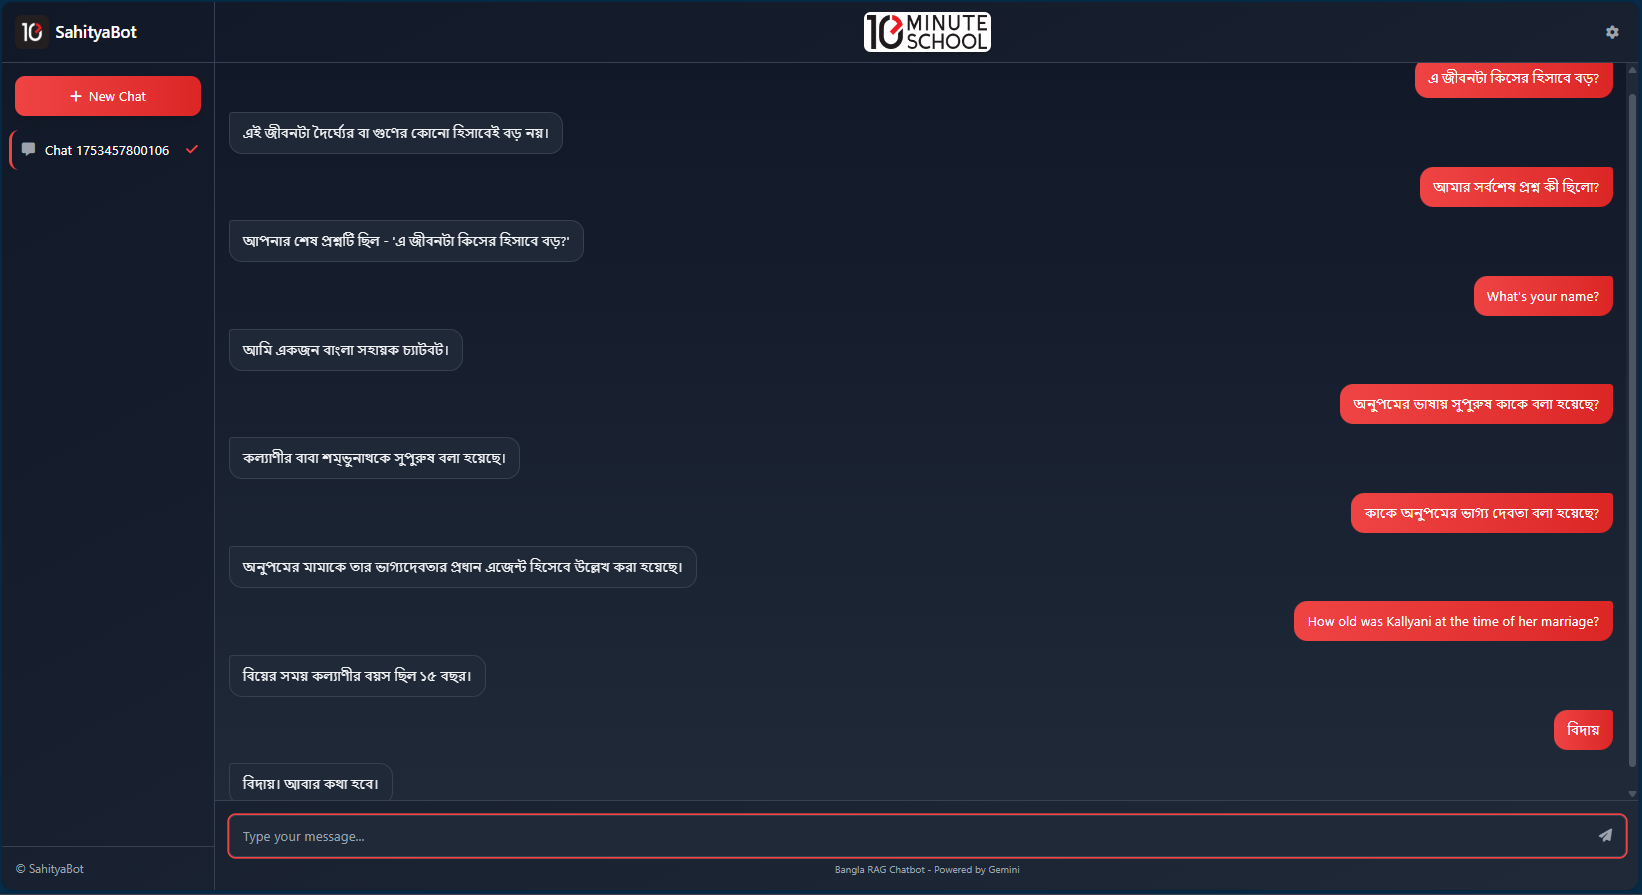 10 SahityaBot
10 MINUTE
SCHOOL
+ New Chat
Chat 1753457800106
এ জীবনটা কিসের হিসাবে বড়?
এই জীবনটা দৈর্ঘ্যের বা গুণের কোনো হিসাবেই বড় নয়।
আমার সর্বশেষ প্রশ্ন কী ছিলো?
আপনার শেষ প্রশ্নটি ছিল - 'এ জীবনটা কিসের হিসাবে বড়?'
What's your name?
আমি একজন বাংলা সহায়ক চ্যাটবট।
অনুপমের ভাষায় সুপুরুষ কাকে বলা হয়েছে?
কল্যাণীর বাবা শম্ভুনাথকে সুপুরুষ বলা হয়েছে।
কাকে অনুপমের ভাগ্য দেবতা বলা হয়েছে?
অনুপমের মামাকে তার ভাগ্যদেবতার প্রধান এজেন্ট হিসেবে উল্লেখ করা হয়েছে।
How old was Kallyani at the time of her marriage?
বিয়ের সময় কল্যাণীর বয়স ছিল ১৫ বছর।
বিদায়
বিদায়। আবার কথা হবে।
Type your message...
© SahityaBot
Bangla RAG Chatbot - Powered by Gemini